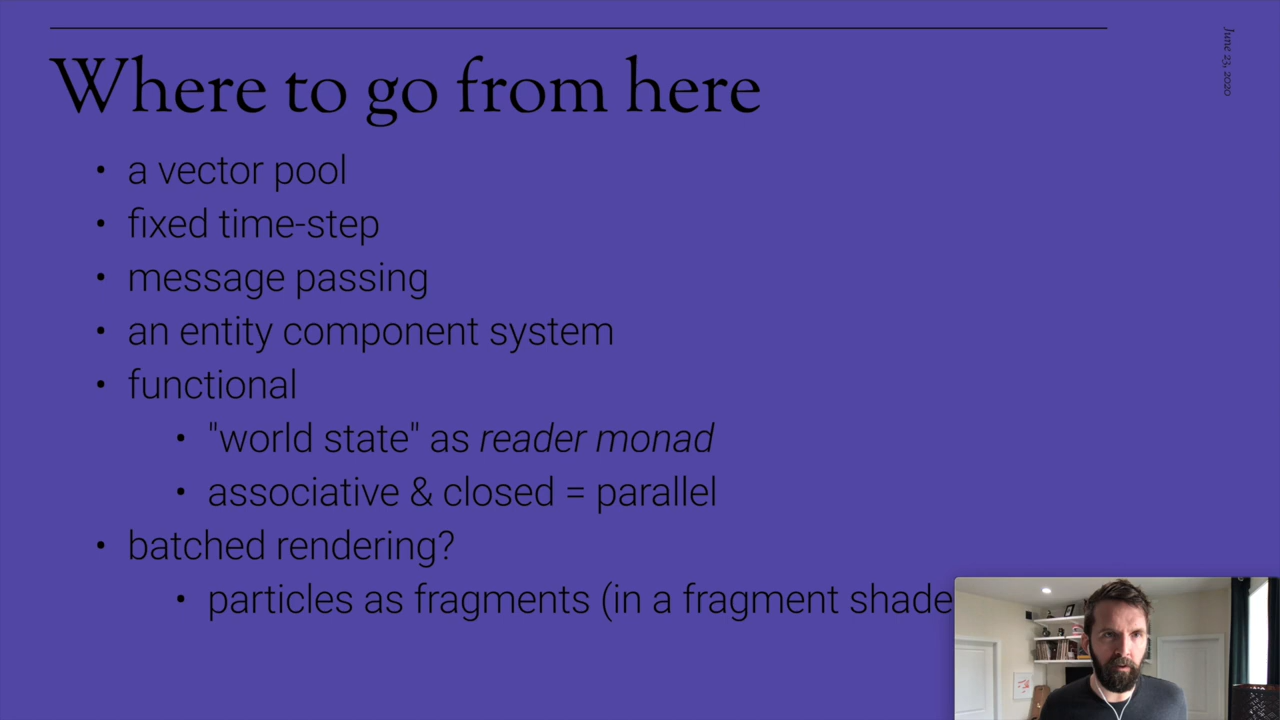 Where to go from here
June 23, 2020
• a vector pool
• fixed time-step
• message passing
• an entity component system
• functional
• "world state" as reader monad
• associative & closed = parallel
• batched rendering?
• particles as fragments (in a fragment shade